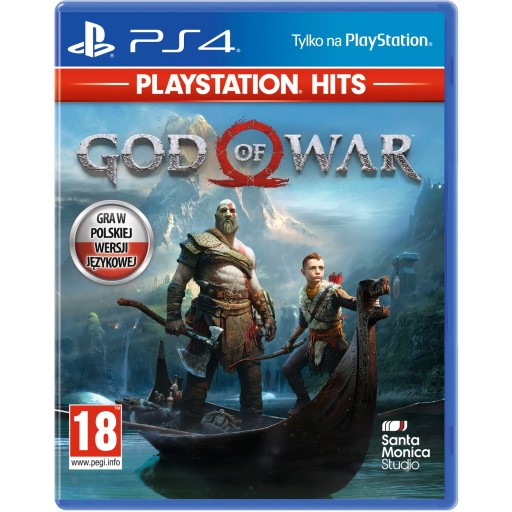 PS4
Tylko na PlayStation®
PLAYSTATION® HITS
GOD OF WAR
GRA W
POLSKIEJ
WERSJI
JĘZYKOWEJ
18
www.pegi.info
Santa
Monica
Studio